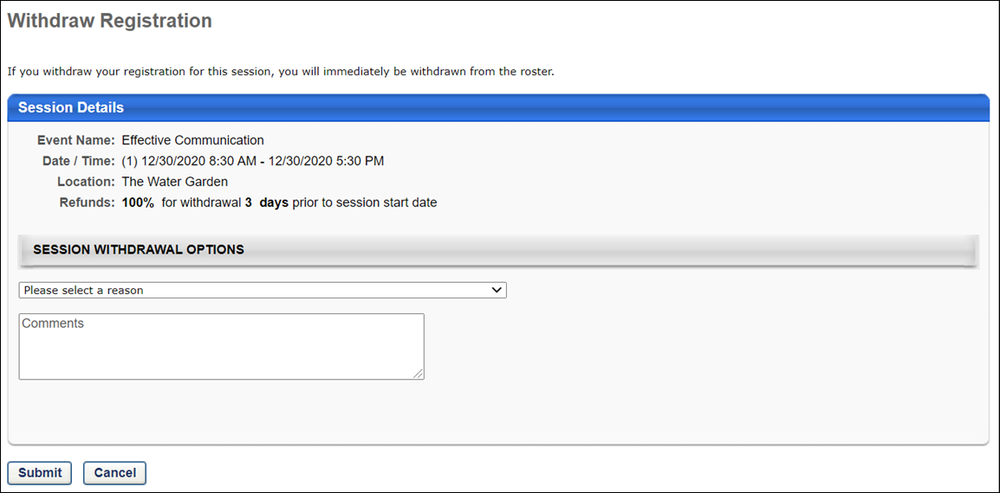 Withdraw Registration
If you withdraw your registration for this session, you will immediately be withdrawn from the roster.
Session Details
Event Name: Effective Communication
Date / Time: (1) 12/30/2020 8:30 AM - 12/30/2020 5:30 PM
Location: The Water Garden
Refunds: 100% for withdrawal 3 days prior to session start date
SESSION WITHDRAWAL OPTIONS
Please select a reason
Comments
Submit Cancel